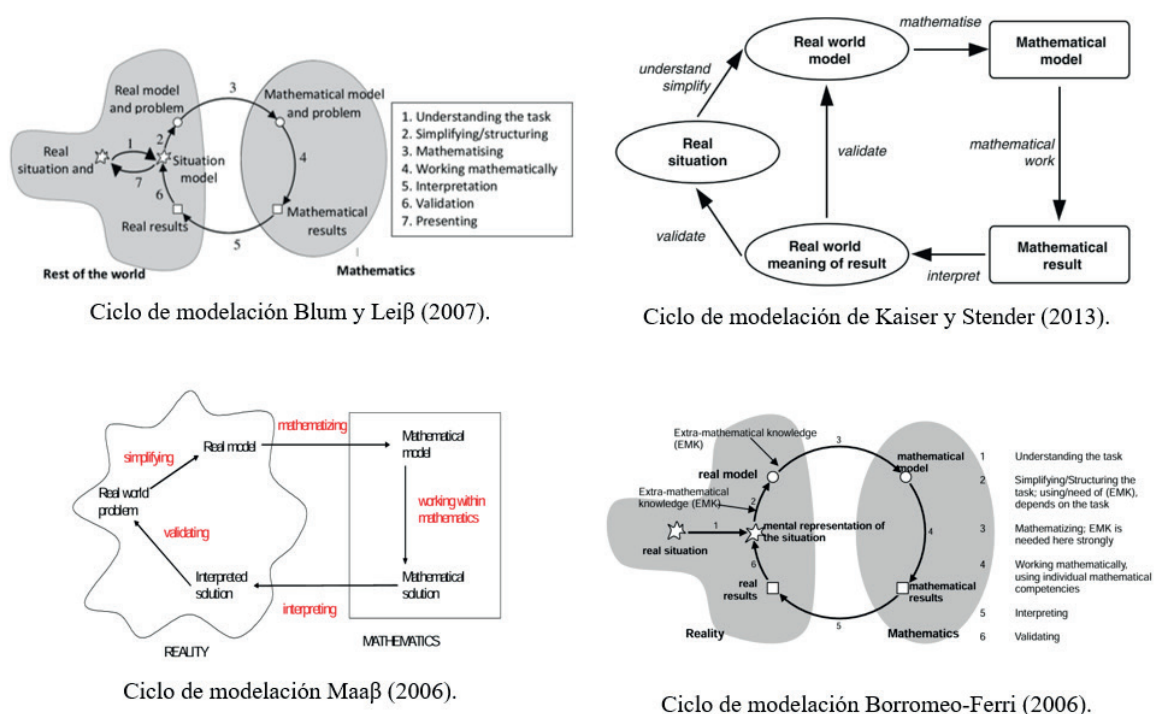 Real model
and problem
Mathematical model
and problem
3
1
2
Real
situation and
Situation
model
7
4
6
Real results
Mathematical
results
5
Rest of the world
Mathematics
1. Understanding the task
2. Simplifying/structuring
3. Mathematising
4. Working mathematically
5. Interpretation
6. Validation
7. Presenting
Ciclo de modelación Blum y Leiβ (2007).
mathematise
Real world
model
Mathematical
model
understand
simplify
Real
situation
validate
mathematical
work
validate
Real world
meaning of result
interpret
Mathematical
result
Ciclo de modelación de Kaiser y Stender (2013).
mathematizing
Real model
Mathematical
model
simplifying
Real world
problem
working within
mathematics
validating
Interpreted
solution
Mathematical
solution
interpreting
REALITY
MATHEMATICS
Ciclo de modelación Maaβ (2006).
Extra-mathematical knowledge
(EMK)
3
real model
mathematical
model
Extra-mathematical
knowledge (EMK)
2
1
mental representation of
the situation
real situation
4
6
real
results
mathematical
results
5
Reality
Mathematics
1 Understanding the task
2 Simplifying/Structuring the
task; using/need of (EMK),
depends on the task
3 Mathematizing; EMK is
needed here strongly
4 Working mathematically,
using individual mathematical
competencies
5 Interpreting
6 Validating
Ciclo de modelación Borromeo-Ferri (2006).